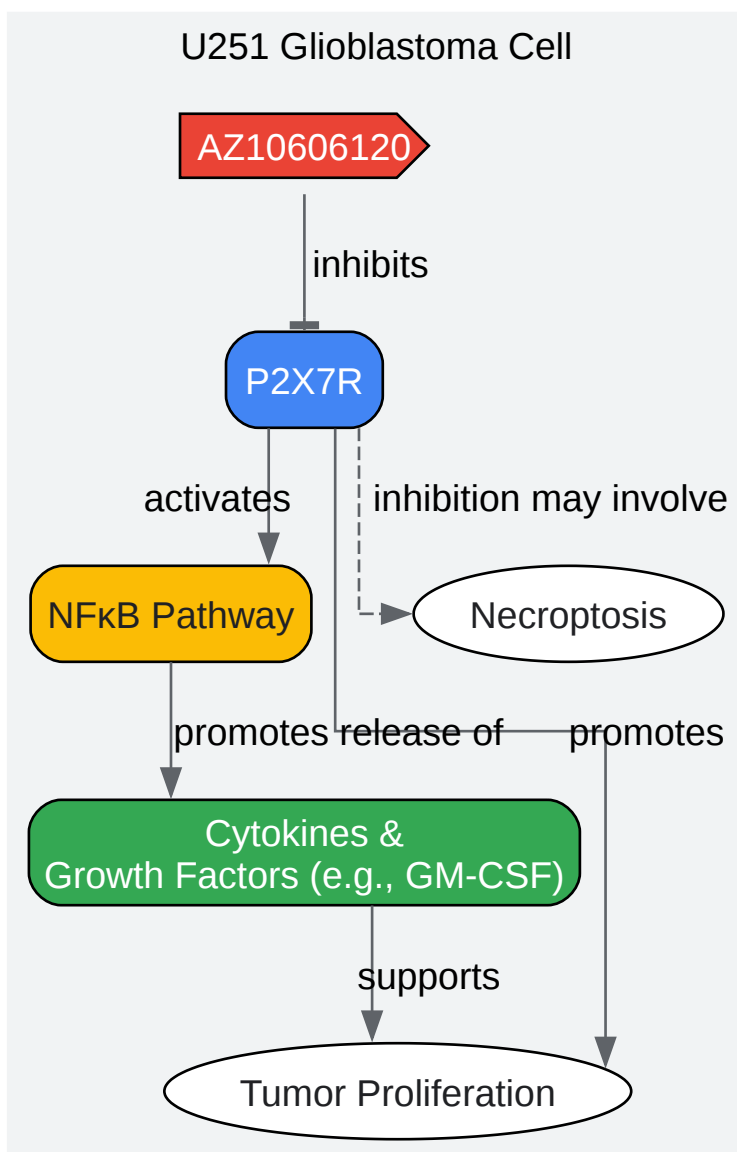 U251 Glioblastoma Cell
AZ10606120
inhibits
P2X7R
activates
inhibition may involve
NFκB Pathway
Necroptosis
promotes release of
promotes
Cytokines &
Growth Factors (e.g., GM-CSF)
supports
Tumor Proliferation